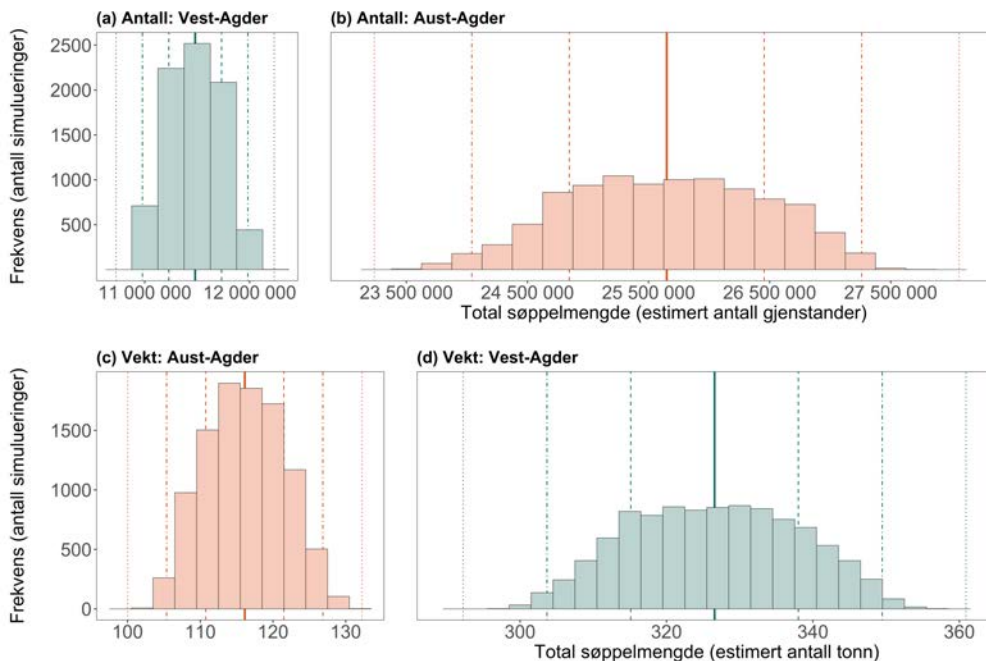 (a) Antall: Vest-Agder
(b) Antall: Aust-Agder
Frekvens (antall simulueringer)
2500
2000
1500
1000
500
11 000 000
12 000 000
23 500 000
24 500 000
25 500 000
26 500 000
27 500 000
Total søppelmengde (estimert antall gjenstander)
(c) Vekt: Aust-Agder
(d) Vekt: Vest-Agder
Frekvens (antall simulueringer)
1500
1000
500
0
100
110
120
130
300
320
340
360
Total søppelmengde (estimert antall tonn)